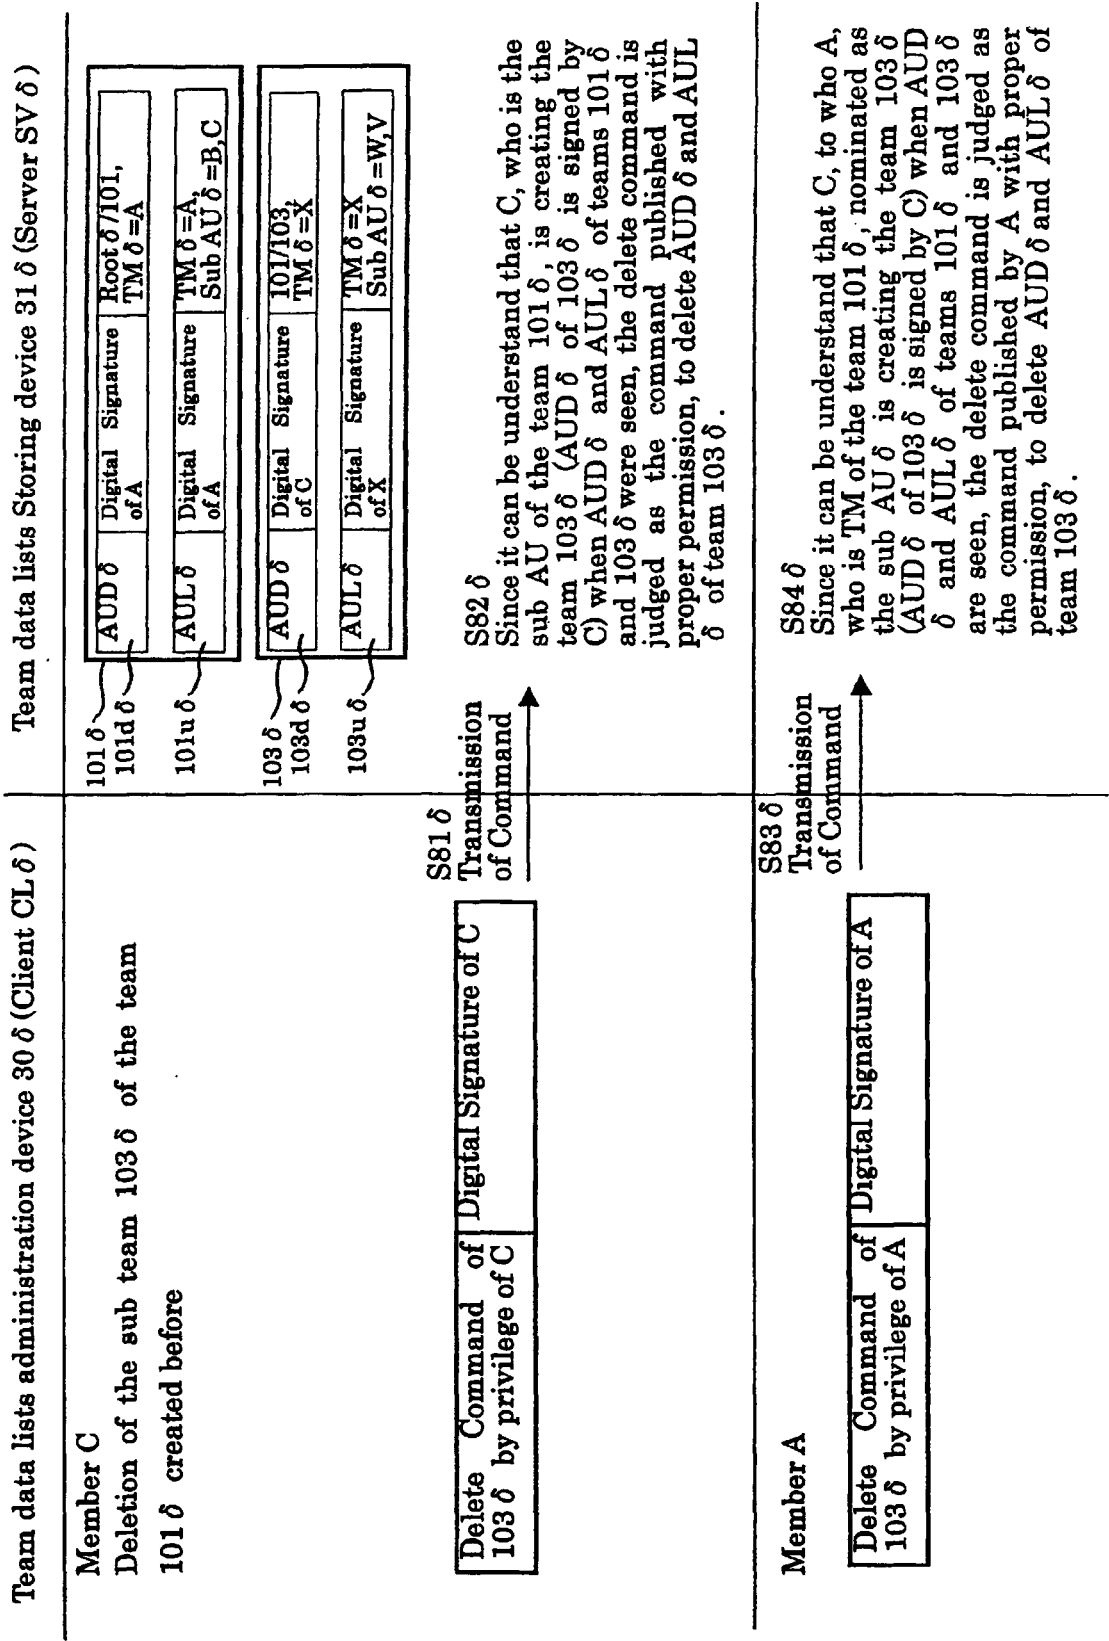 Team data lists administration device 30 δ (Client CL δ)
Team data lists Storing device 31 δ (Server SV δ)
Member C
Deletion of the sub team 103 δ of the team
101 δ created before
101 δ
101d δ
101u δ
AUD δ
Digital Signature
of A
Root δ /101,
TM δ =A
AUL δ
Digital Signature
of A
TM δ =A,
Sub AU δ =B,C
103 δ
103d δ
103u δ
AUD δ
Digital Signature
of C
101/103,
TM δ =X
AUL δ
Digital Signature
of X
TM δ =X
Sub AU δ =W,V
Delete Command of
103 δ by privilege of C
Digital Signature of C
S81 δ
Transmission
of Command
S82 δ
Since it can be understand that C, who is the
sub AU of the team 101 δ, is creating the
team 103 δ (AUD δ of 103 δ is signed by
C) when AUD δ and AUL δ of teams 101 δ
and 103 δ were seen, the delete command is
judged as the command published with
proper permission, to delete AUD δ and AUL
δ of team 103 δ.
Member A
Delete Command of
103 δ by privilege of A
Digital Signature of A
S83 δ
Transmission
of Command
S84 δ
Since it can be understand that C, to who A,
who is TM of the team 101 δ, nominated as
the sub AU δ is creating the team 103 δ
(AUD δ of 103 δ is signed by C) when AUD
δ and AUL δ of teams 101 δ and 103 δ
are seen, the delete command is judged as
the command published by A with proper
permission, to delete AUD δ and AUL δ of
team 103 δ.